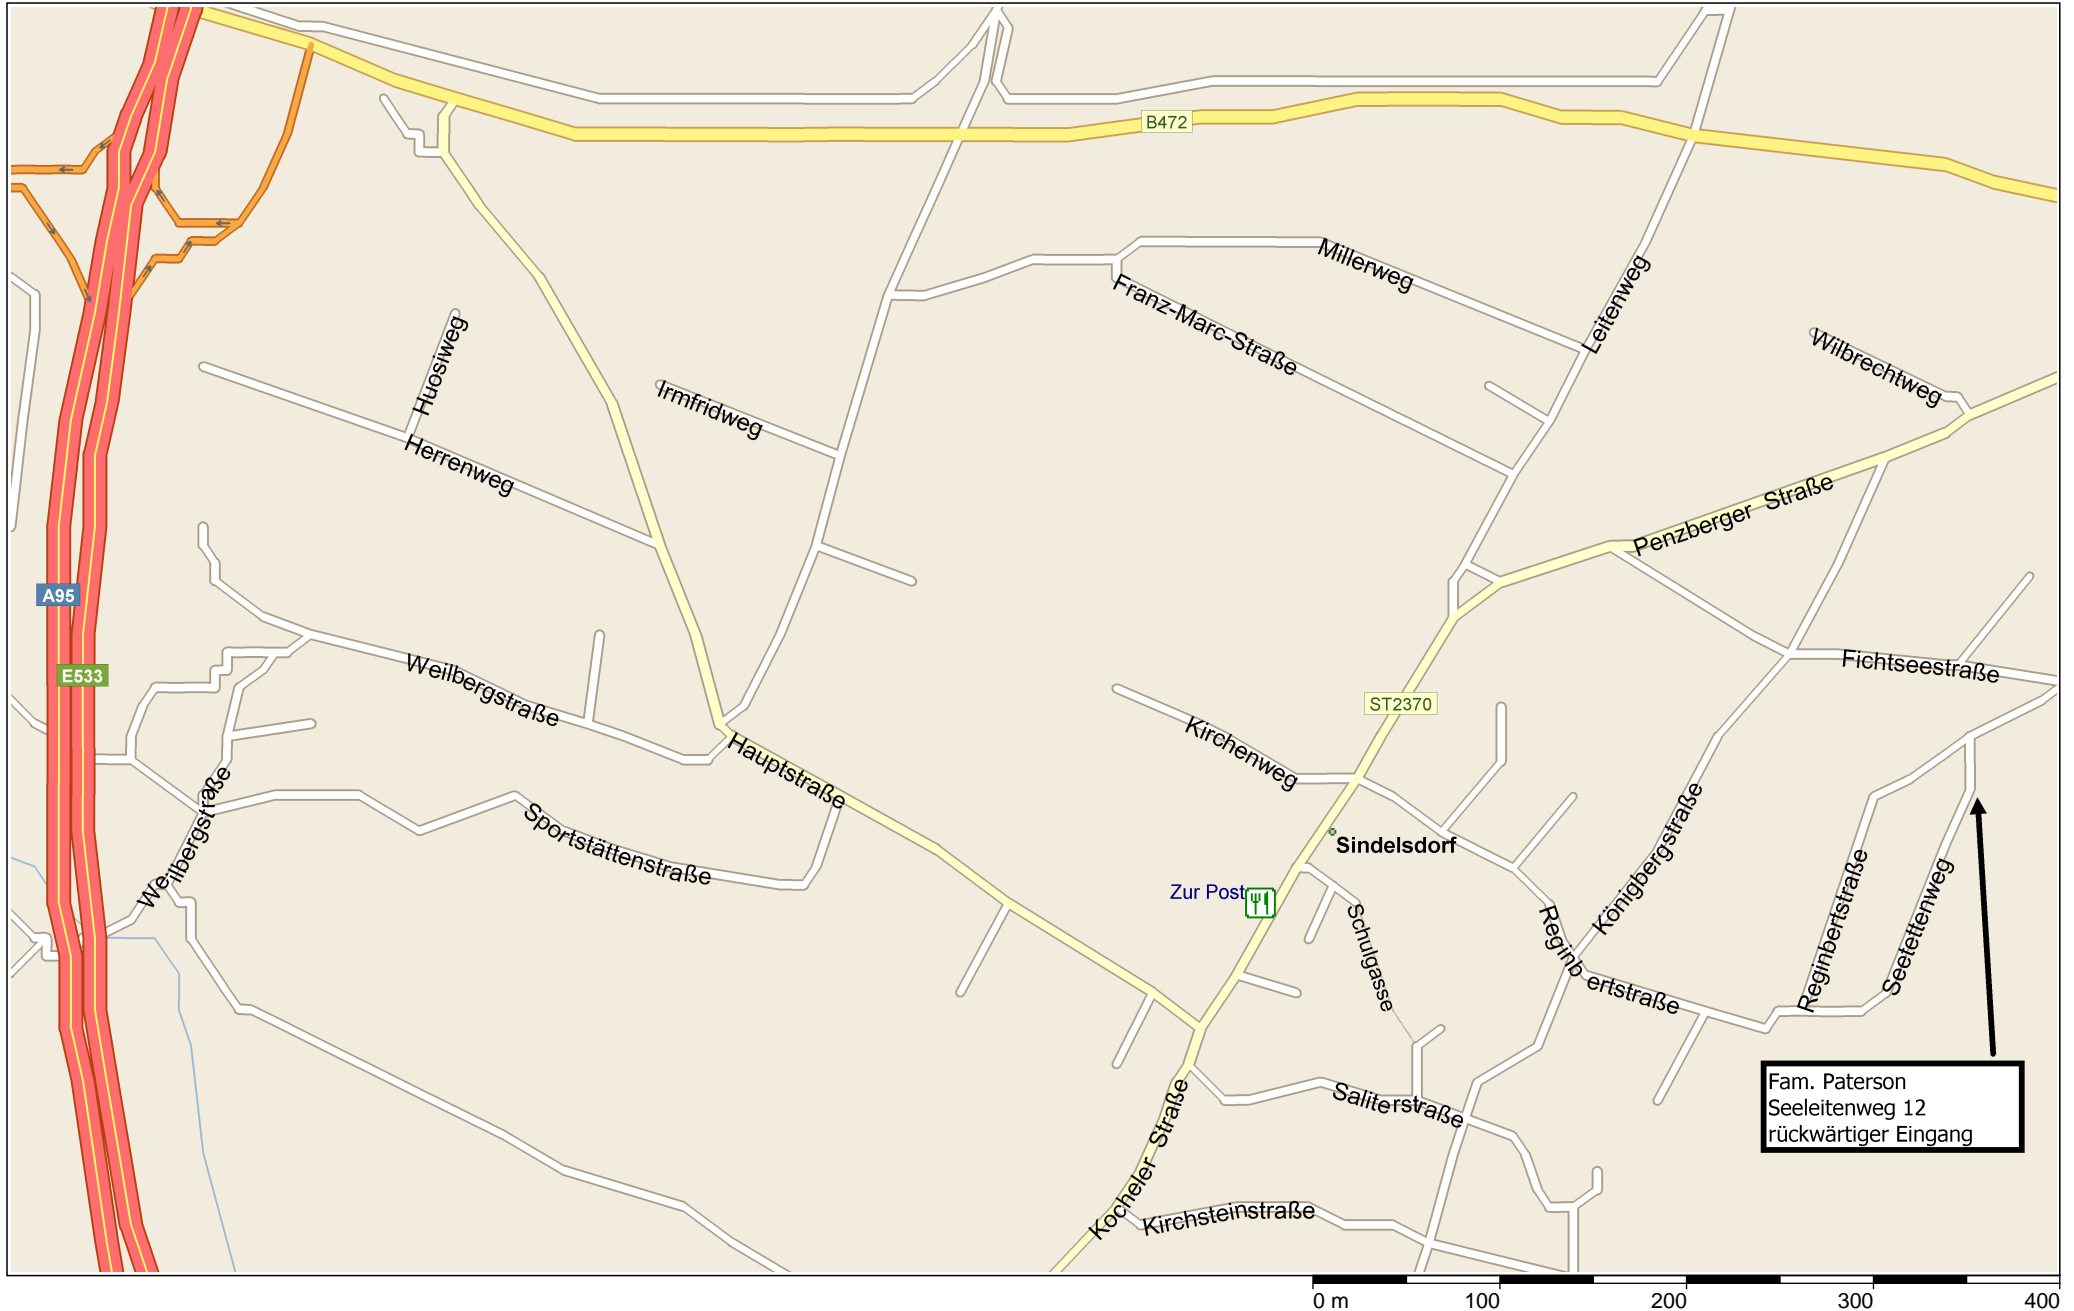 B472
Millerweg
Leitenweg
Franz-Marc-Straße
Huosiweg
Wilbrechtweg
Irmfridweg
Herrenweg
Penzberger Straße
A95
E533
Weilbergstraße
Fichtseestraße
ST2370
Kirchenweg
Hauptstraße
Sportstättenstraße
Weilbergstraße
Sindelsdorf
Königbergstraße
Zur Post
Schulgasse
Reginbertstraße
Reginbertstraße
Seetettenweg
Saliterstraße
Kocheler Straße
Kirchsteinstraße
Fam. Paterson
Seeleitenweg 12
rückwärtiger Eingang
0 m 100 200 300 400